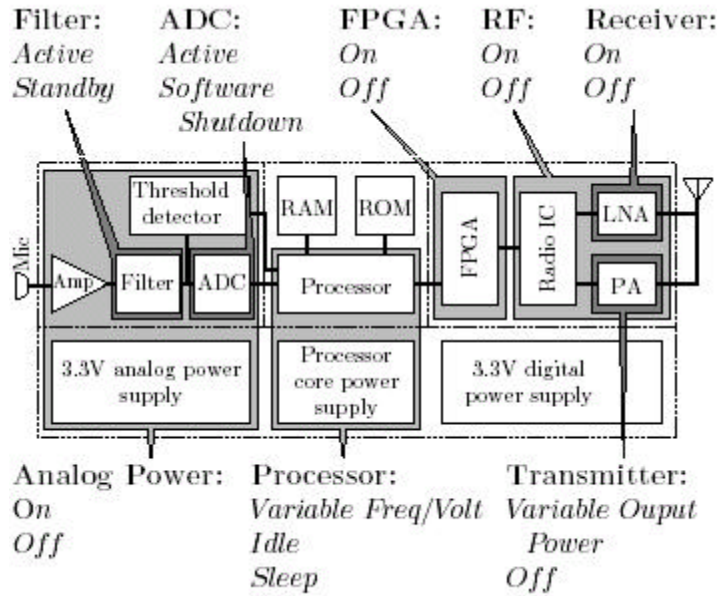 Filter:
Active
Standby
ADC:
Active
Software
Shutdown
FPGA:
On
Off
RF:
On
Off
Receiver:
On
Off
Threshold
detector
RAM
ROM
Mic
Amp
Filter
ADC
Processor
FPGA
Radio IC
LNA
PA
3.3V analog power
supply
Processor
core power
supply
3.3V digital
power supply
Analog Power:
On
Off
Processor:
Variable Freq/Volt
Idle
Sleep
Transmitter:
Variable Ouput
Power
Off